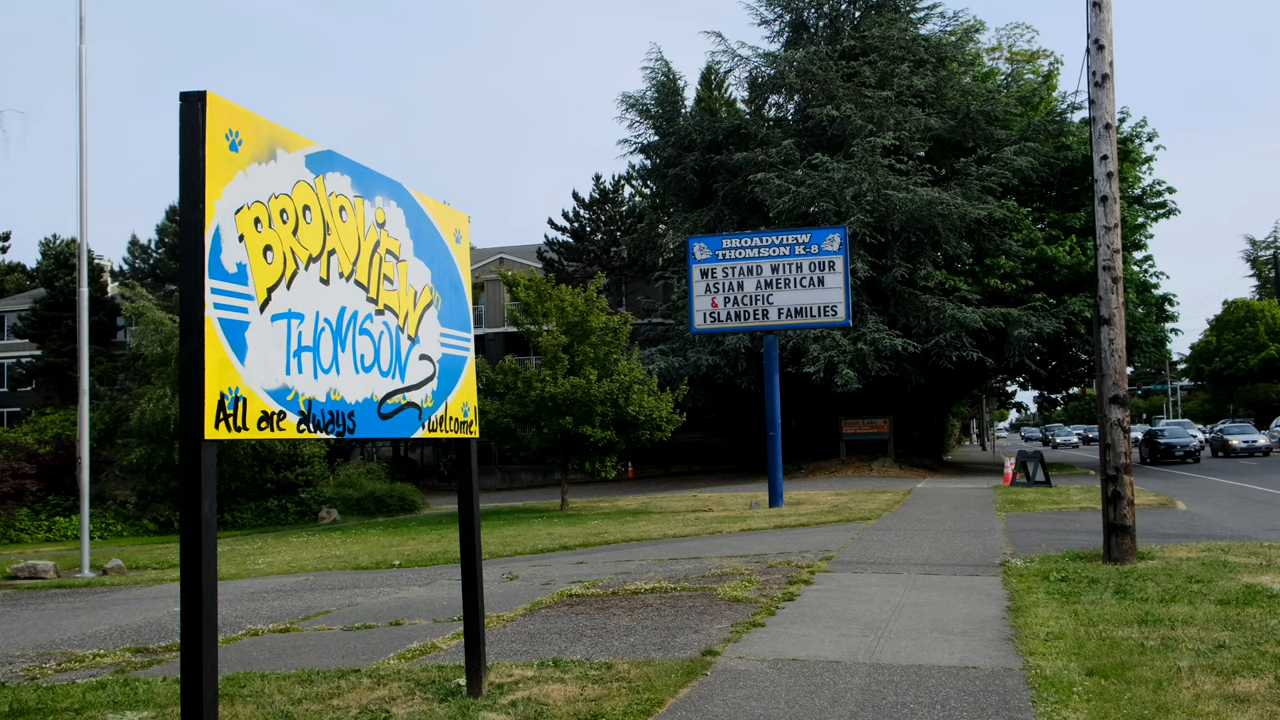 BROADVIEW
THOMSON
All are always welcome!
BROADVIEW
THOMSON K-8
WE STAND WITH OUR
ASIAN AMERICAN
& PACIFIC
ISLANDER FAMILIES